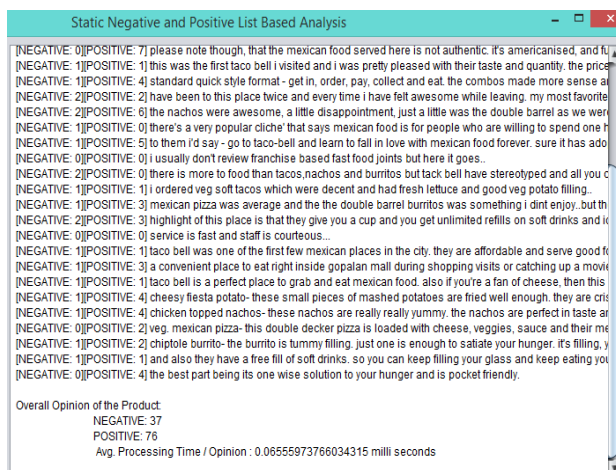 Static Negative and Positive List Based Analysis
[NEGATIVE: 0][POSITIVE: 7] please note though, that the mexican food served here is not authentic. it's americanised, and
[NEGATIVE: 1][POSITIVE: 1] this was the first taco bell i visited and i was pretty pleased with their taste and quantity. the price
[NEGATIVE: 1][POSITIVE: 4] standard quick style format - get in, order, pay, collect and eat. the combos made more sense
[NEGATIVE: 2][POSITIVE: 2] have been to this place twice and every time i have felt awesome while leaving. my most favorite
[NEGATIVE: 2][POSITIVE: 6] the nachos were awesome, a little disappointment, just a little was the double barrel as we were
[NEGATIVE: 1][POSITIVE: 0] there's a very popular cliche' that says mexican food is for people who are willing to spend one
[NEGATIVE: 1][POSITIVE: 5] to them i'd say - go to taco-bell and learn to fall in love with mexican food forever. sure it has
[NEGATIVE: 0][POSITIVE: 0] i usually don't review franchise based fast food joints but here it goes..
[NEGATIVE: 2][POSITIVE: 0] there is more to food than tacos,nachos and burritos but tack bell have stereotyped and all you
[NEGATIVE: 1][POSITIVE: 1] i ordered veg soft tacos which were decent and had fresh lettuce and good veg potato filling..
[NEGATIVE: 1][POSITIVE: 3] mexican pizza was average and the the double barrel burritos was something i dint enjoy..but
[NEGATIVE: 2][POSITIVE: 3] highlight of this place is that they give you a cup and you get unlimited refills on soft drinks and
[NEGATIVE: 0][POSITIVE: 0] service is fast and staff is courteous...
[NEGATIVE: 1][POSITIVE: 1] taco bell was one of the first few mexican places in the city. they are affordable and serve good
[NEGATIVE: 1][POSITIVE: 3] a convenient place to eat right inside gopalan mall during shopping visits or catching up a
[NEGATIVE: 1][POSITIVE: 1] taco bell is a perfect place to grab and eat mexican food. also if you're a fan of cheese, then this
[NEGATIVE: 1][POSITIVE: 4] cheesy fiesta potato- these small pieces of mashed potatoes are fried well enough. they are
[NEGATIVE: 1][POSITIVE: 4] chicken topped nachos- these nachos are really really yummy. the nachos are perfect in taste
[NEGATIVE: 0][POSITIVE: 2] veg. mexican pizza- this double decker pizza is loaded with cheese, veggies, sauce and their
[NEGATIVE: 1][POSITIVE: 2] chiptole burrito- the burrito is tummy filling. just one is enough to satiate your hunger. it's filling,
[NEGATIVE: 1][POSITIVE: 1] and also they have a free fill of soft drinks. so you can keep filling your glass and keep eating
[NEGATIVE: 0][POSITIVE: 4] the best part being its one wise solution to your hunger and is pocket friendly.
Overall Opinion of the Product:
NEGATIVE: 37
POSITIVE: 76
Avg. Processing Time / Opinion : 0.06555973766034315 milli seconds